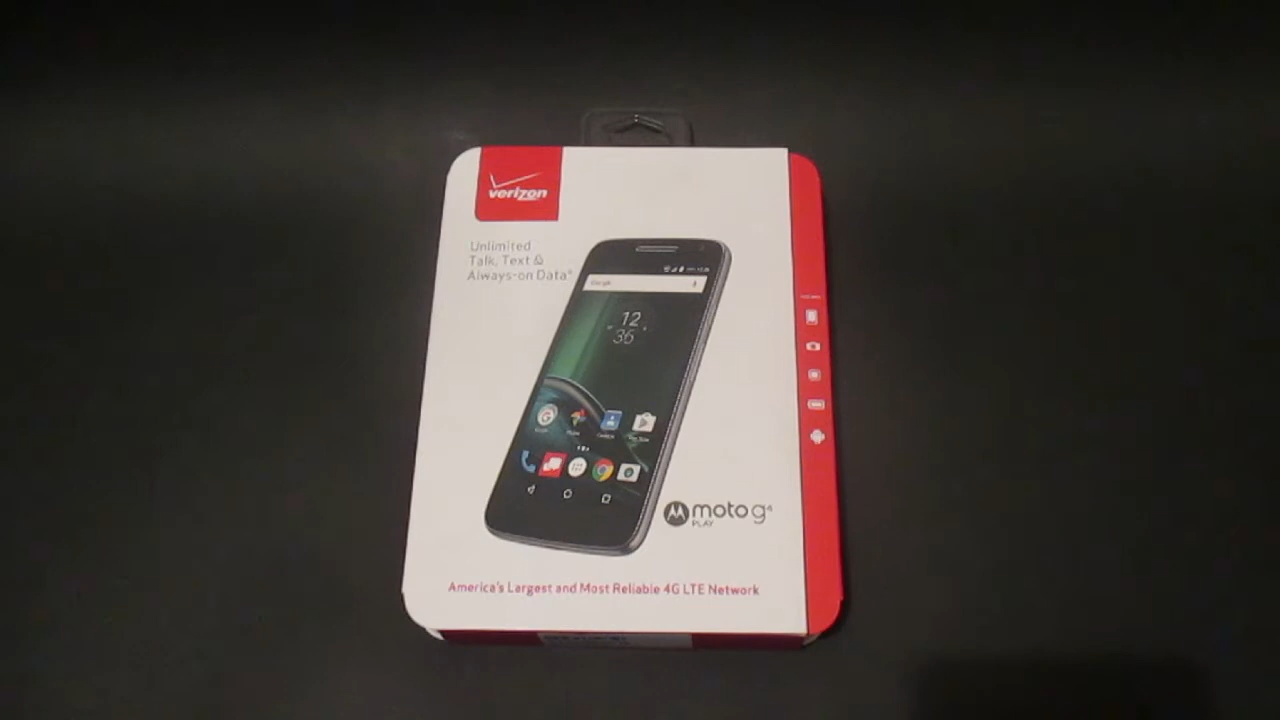 verizon
Unlimited
Talk, Text &
Always-on Data*
Google
12
36
moto g⁴
PLAY
America's Largest and Most Reliable 4G LTE Network